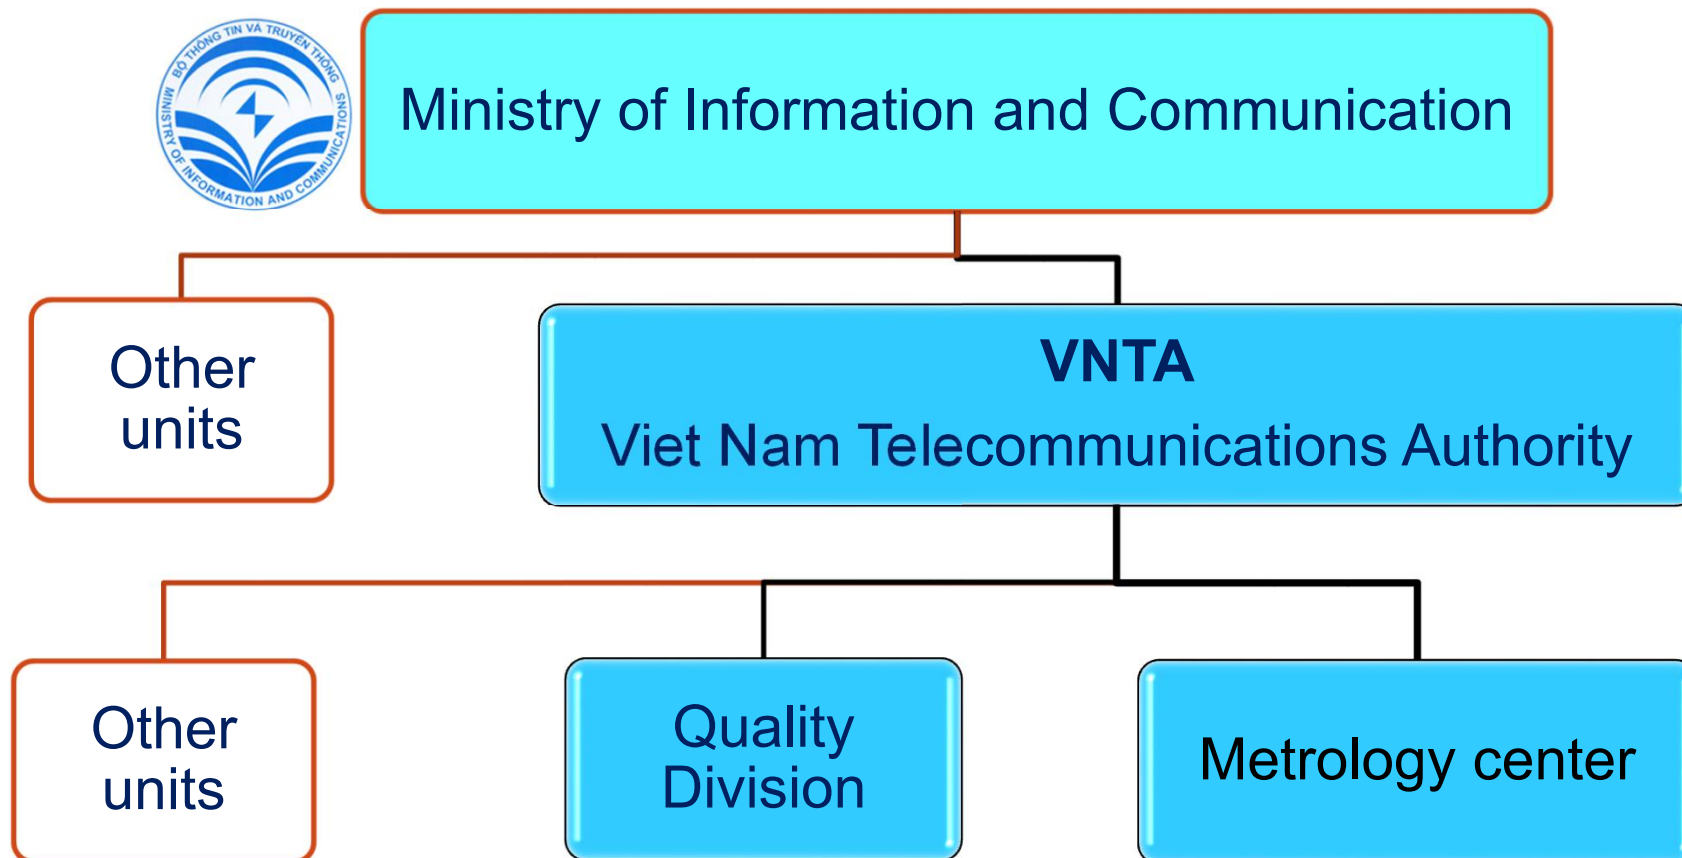 BỘ THÔNG TIN VÀ TRUYỀN THÔNG
MINISTRY OF INFORMATION AND COMMUNICATIONS
Ministry of Information and Communication
Other
units
VNTA
Viet Nam Telecommunications Authority
Other
units
Quality
Division
Metrology center